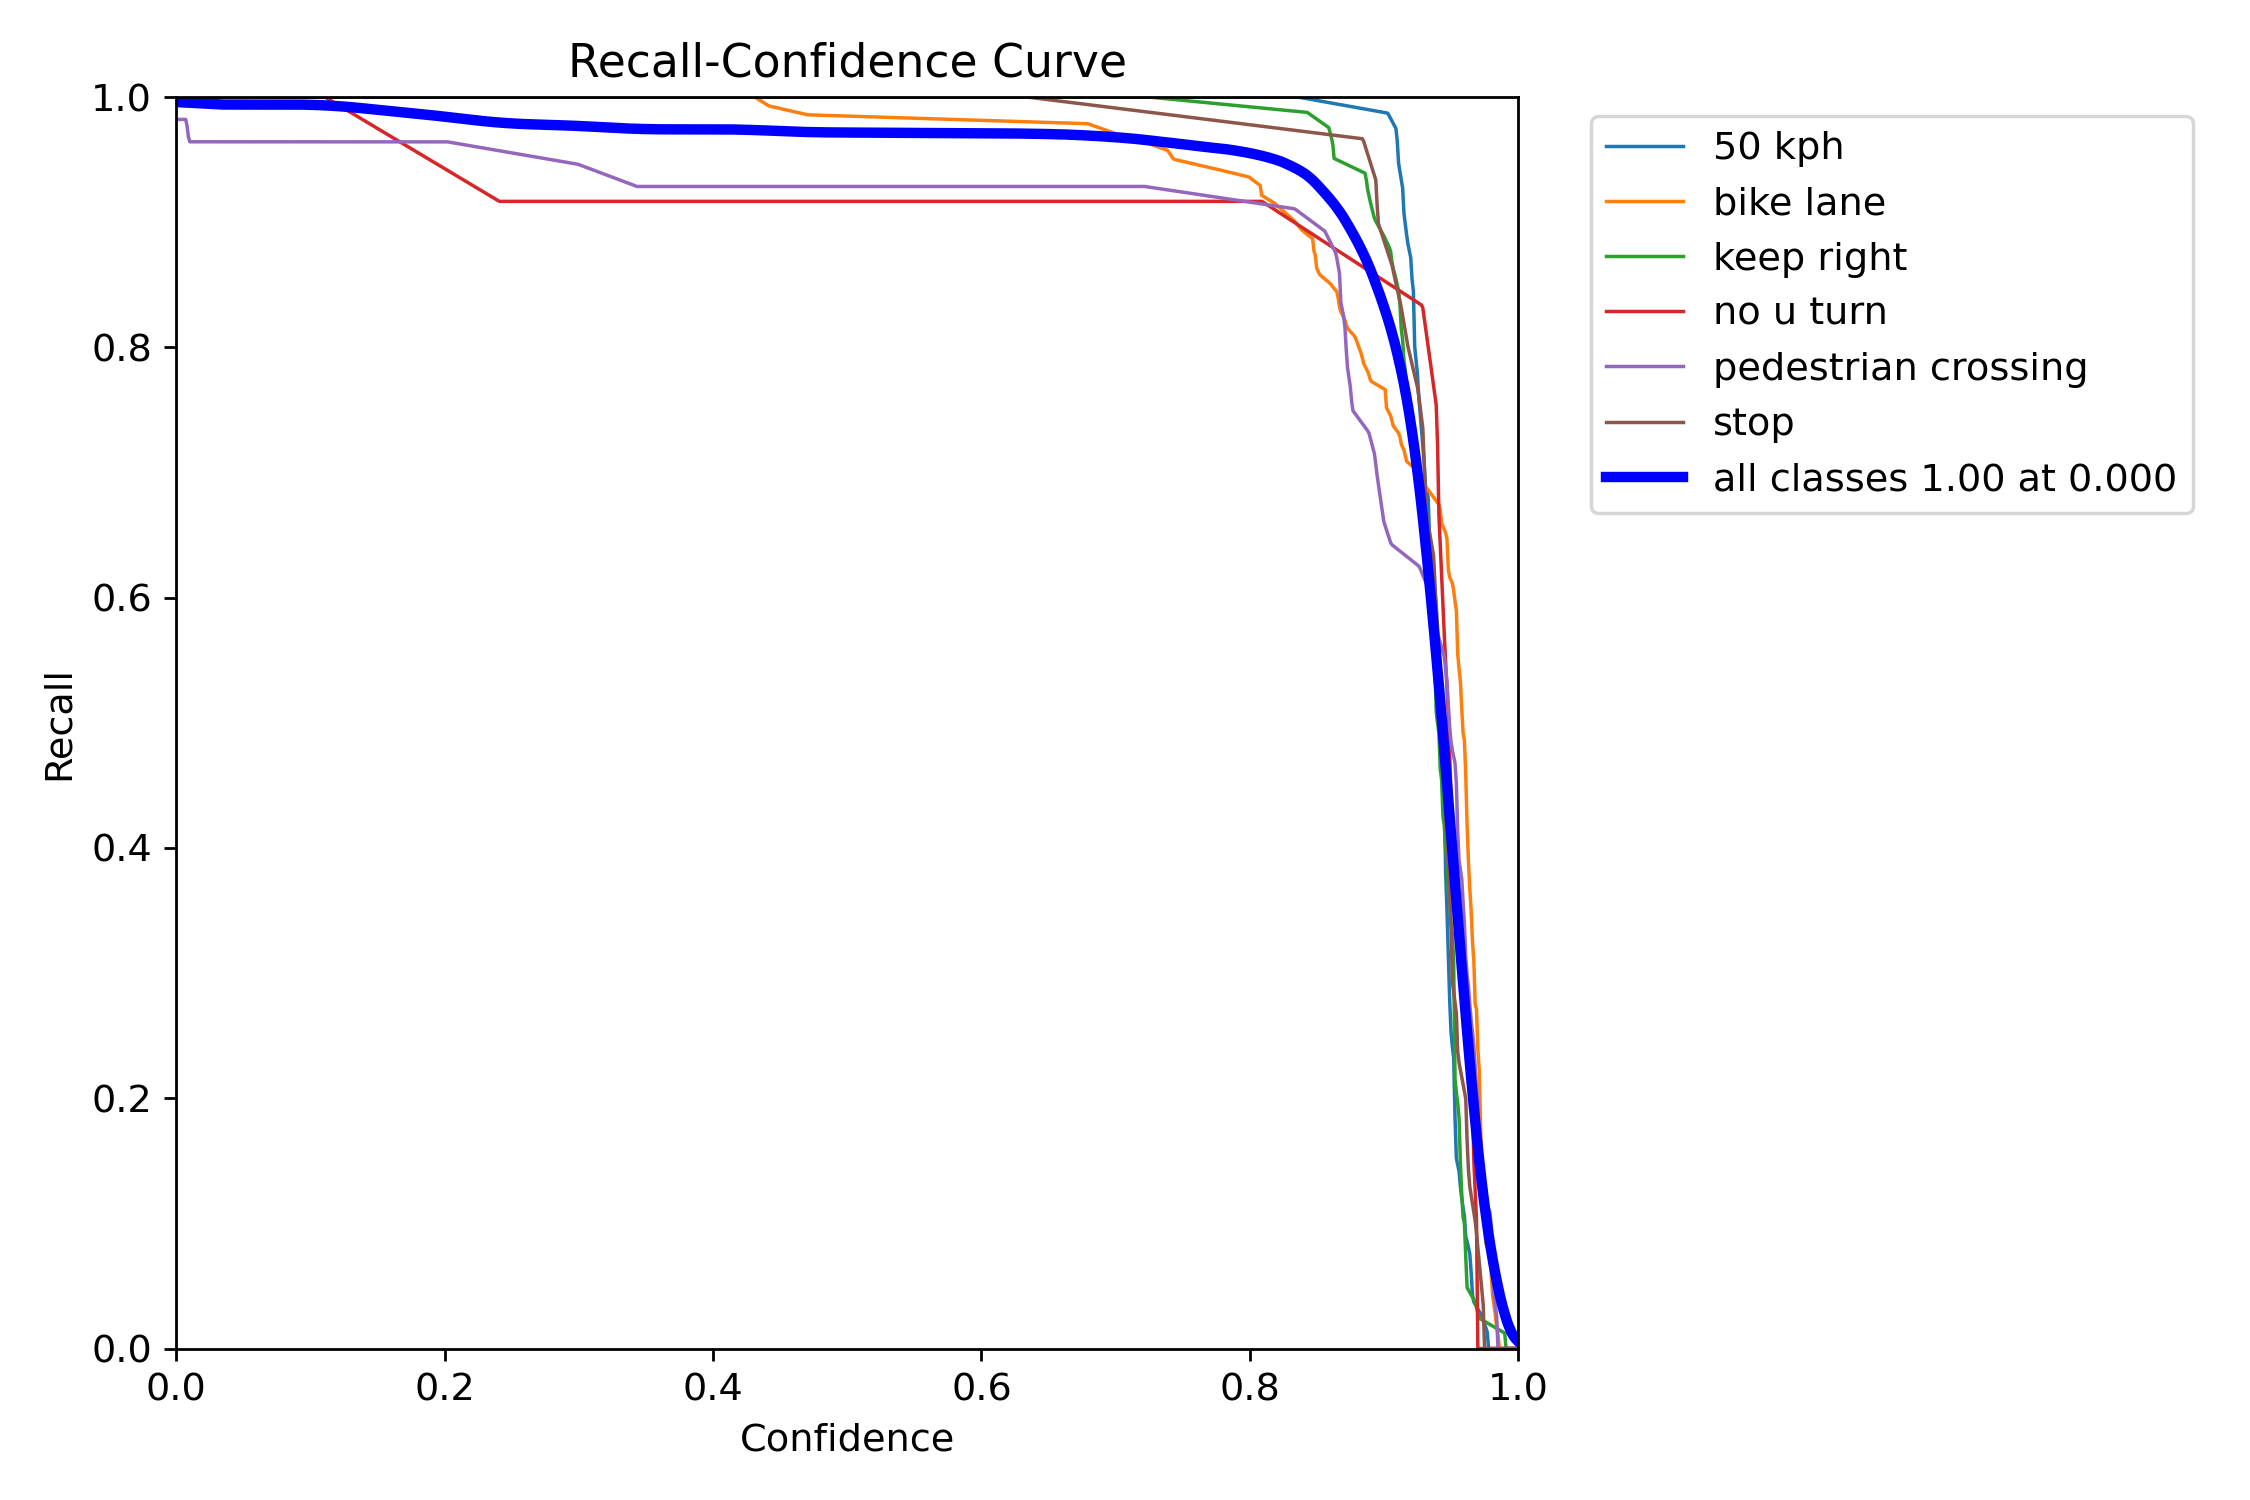 Recall-Confidence Curve
1.0
0.8
0.6
0.4
0.2
0.0
Recall
0.0 0.2 0.4 0.6 0.8 1.0
Confidence
50 kph
bike lane
keep right
no u turn
pedestrian crossing
stop
all classes 1.00 at 0.000